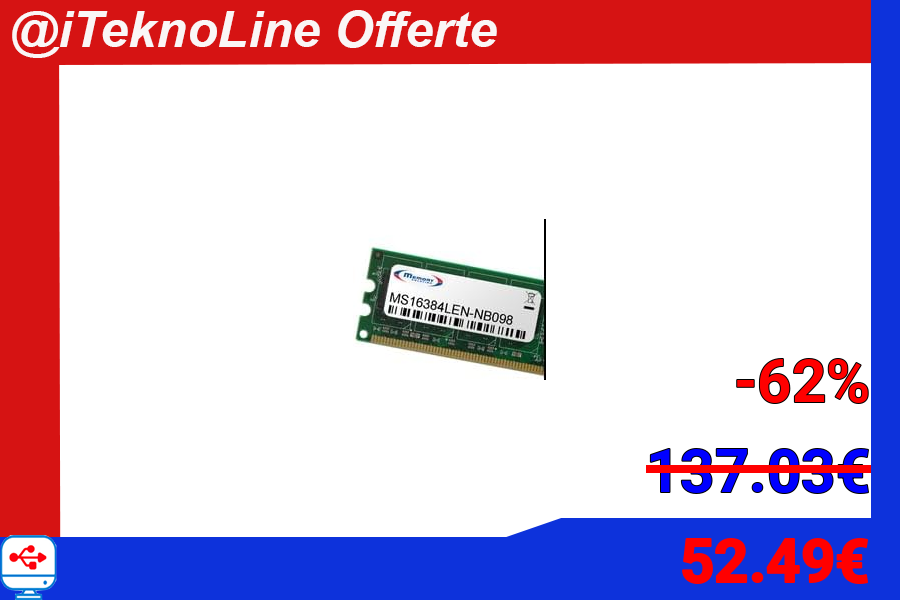 @iTeknoLine Offerte
MEMORY
MS16384LEN-NB098
-62%
137.03€
52.49€